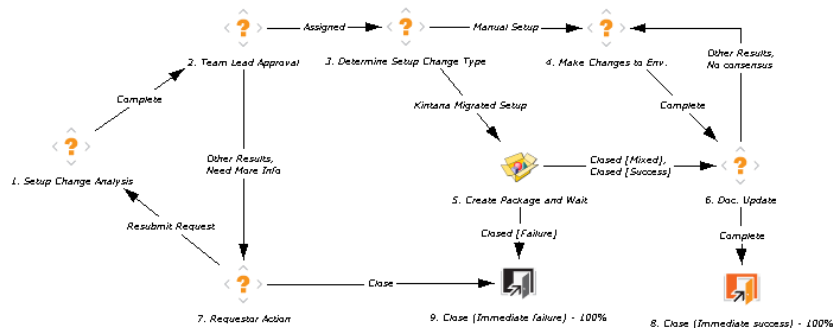 Assigned
Manual Setup
Other Results,
No consensus
2. Team Lead Approval
3. Determine Setup Change Type
4. Make Changes to Env.
Complete
Kintana Migrated Setup
Complete
Other Results,
Need More Info
Closed [Mixed],
Closed [Success]
1. Setup Change Analysis
5. Create Package and Wait
6. Doc. Update
Resubmit Request
Closed [Failure]
Complete
Close
7. Requestor Action
9. Close (Immediate failure) - 100%
8. Close (Immediate success) - 100%